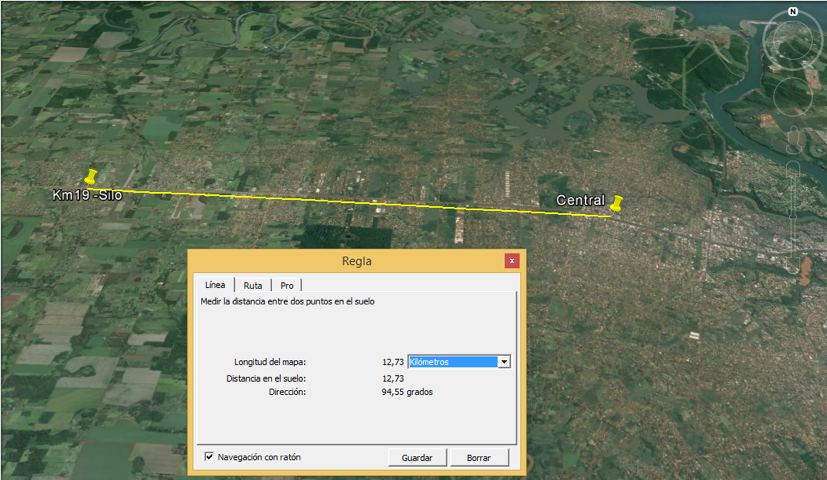 N
Km19 -Silo
Central
Regla
x
Línea Ruta Pro
Medir la distancia entre dos puntos en el suelo
Longitud del mapa: 12,73 Kilómetros
Distancia en el suelo: 12,73
Dirección: 94,55 grados
Navegación con ratón Guardar Borrar